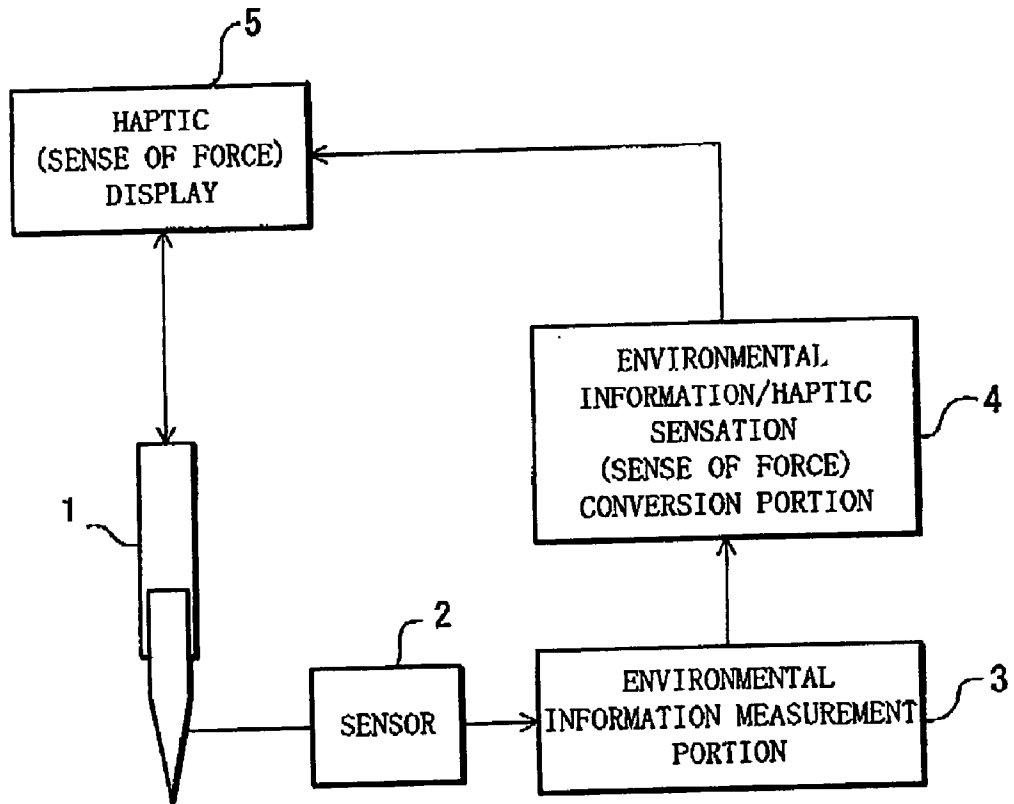 5
HAPTIC
(SENSE OF FORCE)
DISPLAY
ENVIRONMENTAL
INFORMATION/HAPTIC
SENSATION
(SENSE OF FORCE)
CONVERSION PORTION
4
1
2
SENSOR
ENVIRONMENTAL
INFORMATION MEASUREMENT
PORTION
3